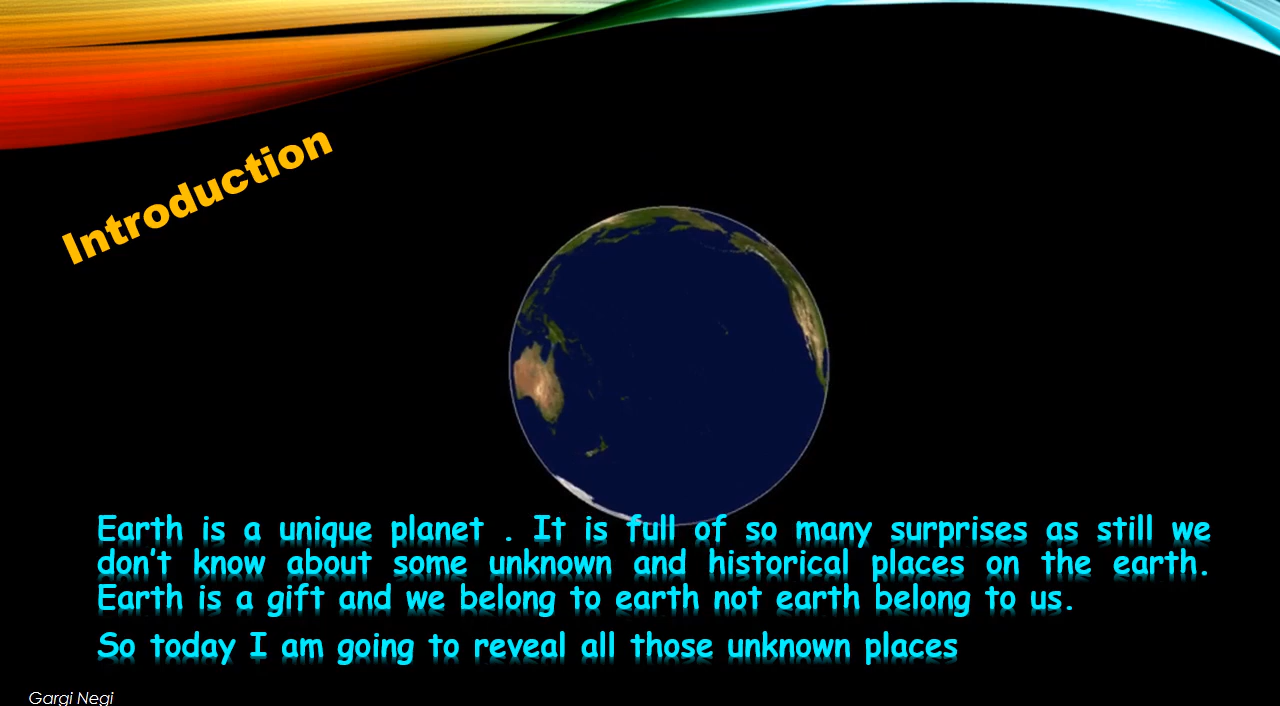 Introduction
Earth is a unique planet . It is full of so many surprises as still we
don't know about some unknown and historical places on the earth.
Earth is a gift and we belong to earth not earth belong to us.
So today I am going to reveal all those unknown places
Gargi Negi